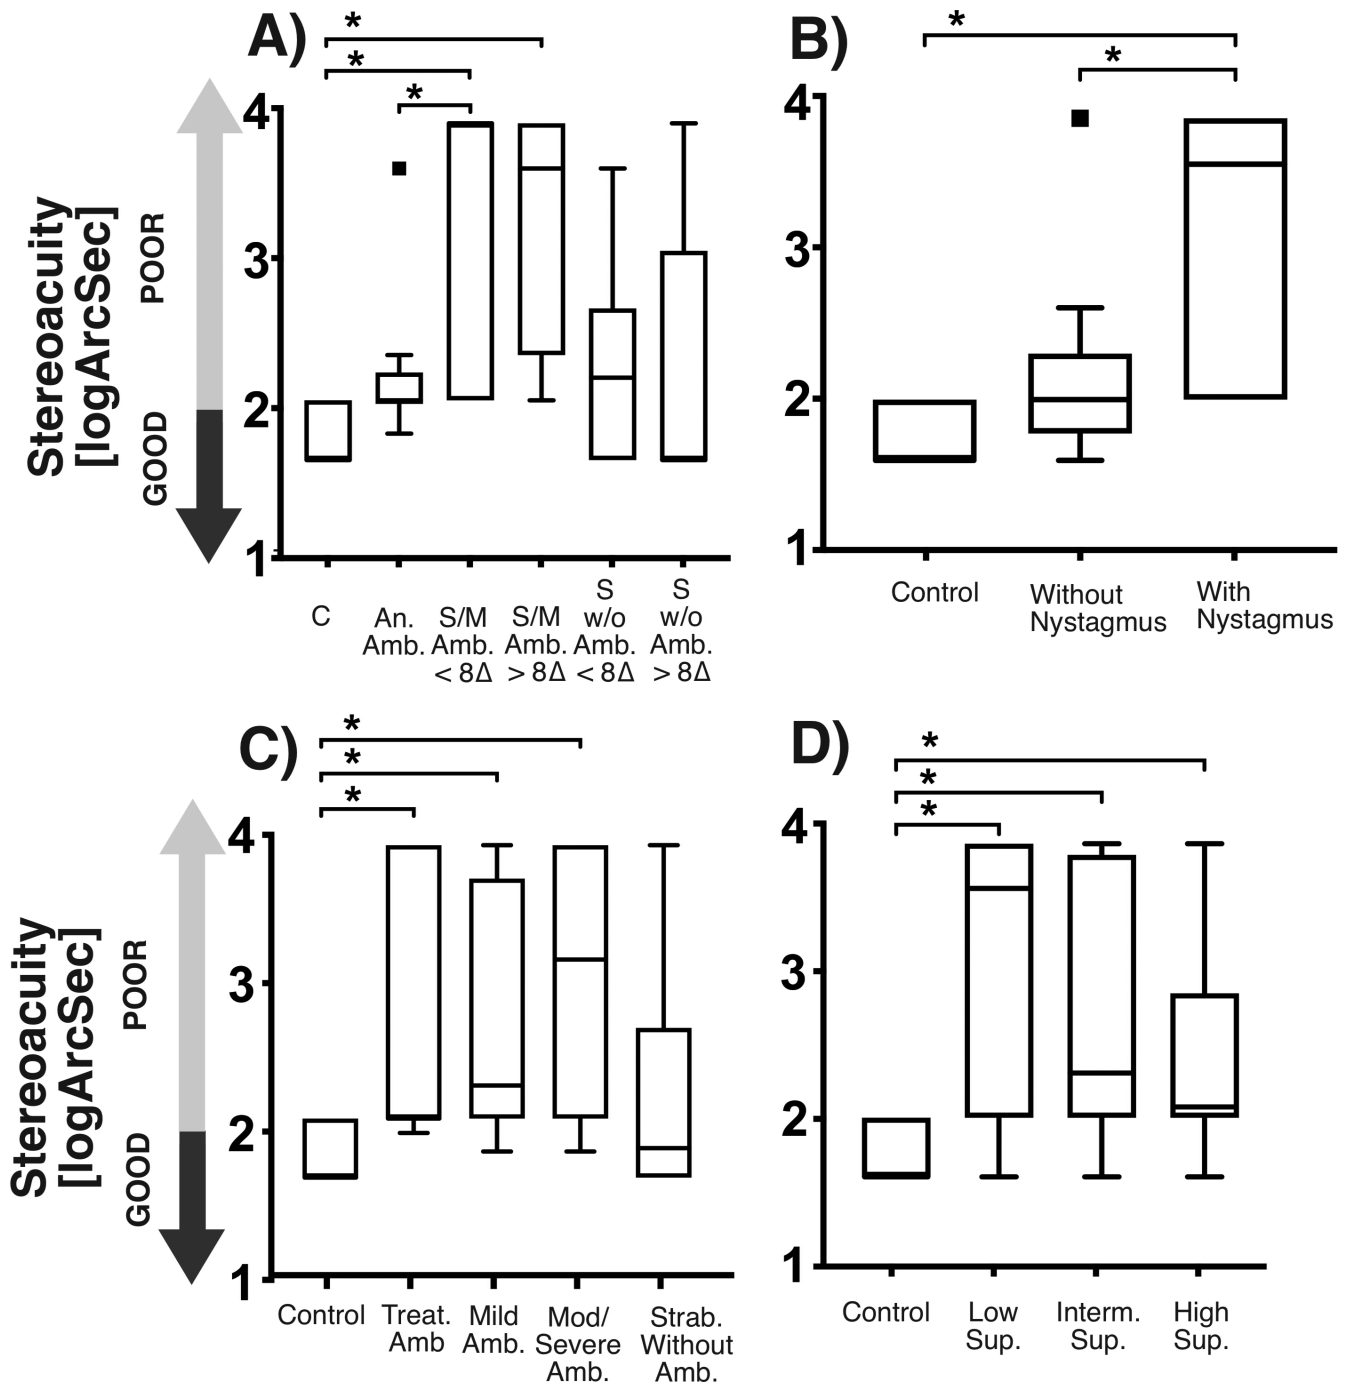 A)
*
*
*
4
3
2
1
Stereoacuity
[logArcSec]
POOR
GOOD
C
An.
Amb.
S/M
Amb.
< 8Δ
S/M
Amb.
> 8Δ
S
w/o
Amb.
< 8Δ
S
w/o
Amb.
> 8Δ
B)
*
*
4
3
2
1
Control
Without
Nystagmus
With
Nystagmus
C)
*
*
*
4
3
2
1
Stereoacuity
[logArcSec]
POOR
GOOD
Control
Treat.
Amb
Mild
Amb.
Mod/
Severe
Amb.
Strab.
Without
Amb.
D)
*
*
*
4
3
2
1
Control
Low
Sup.
Interm.
Sup.
High
Sup.